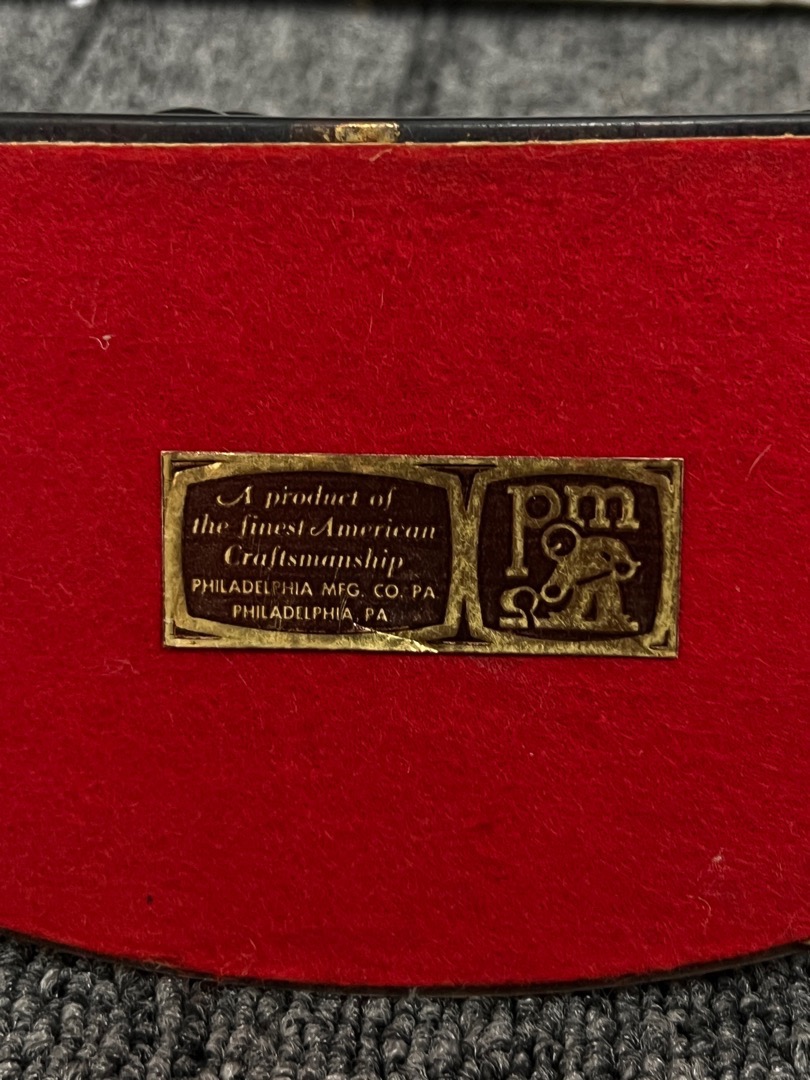 A product of
the finest American
Craftsmanship
PHILADELPHIA MFG. CO. PA
PHILADELPHIA, PA
pm